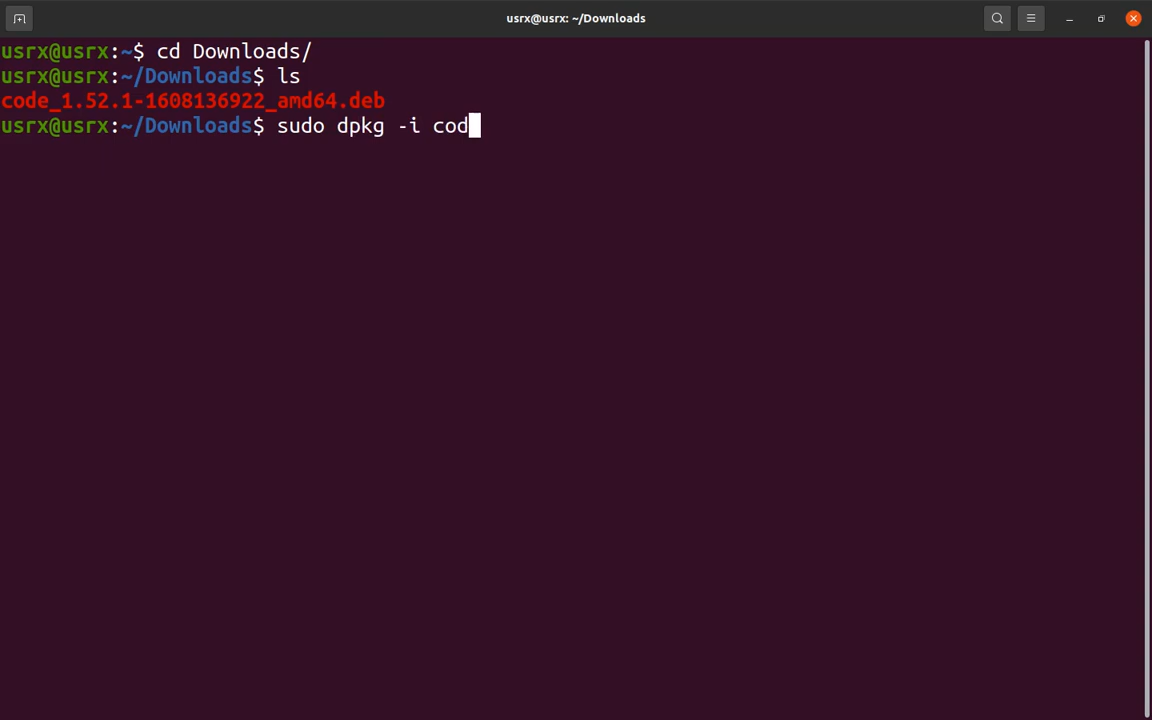 usrx@usrx: ~/Downloads
usrx@usrx:~$ cd Downloads/
usrx@usrx:~/Downloads$ ls
code_1.52.1-1608136922_amd64.deb
usrx@usrx:~/Downloads$ sudo dpkg -i cod